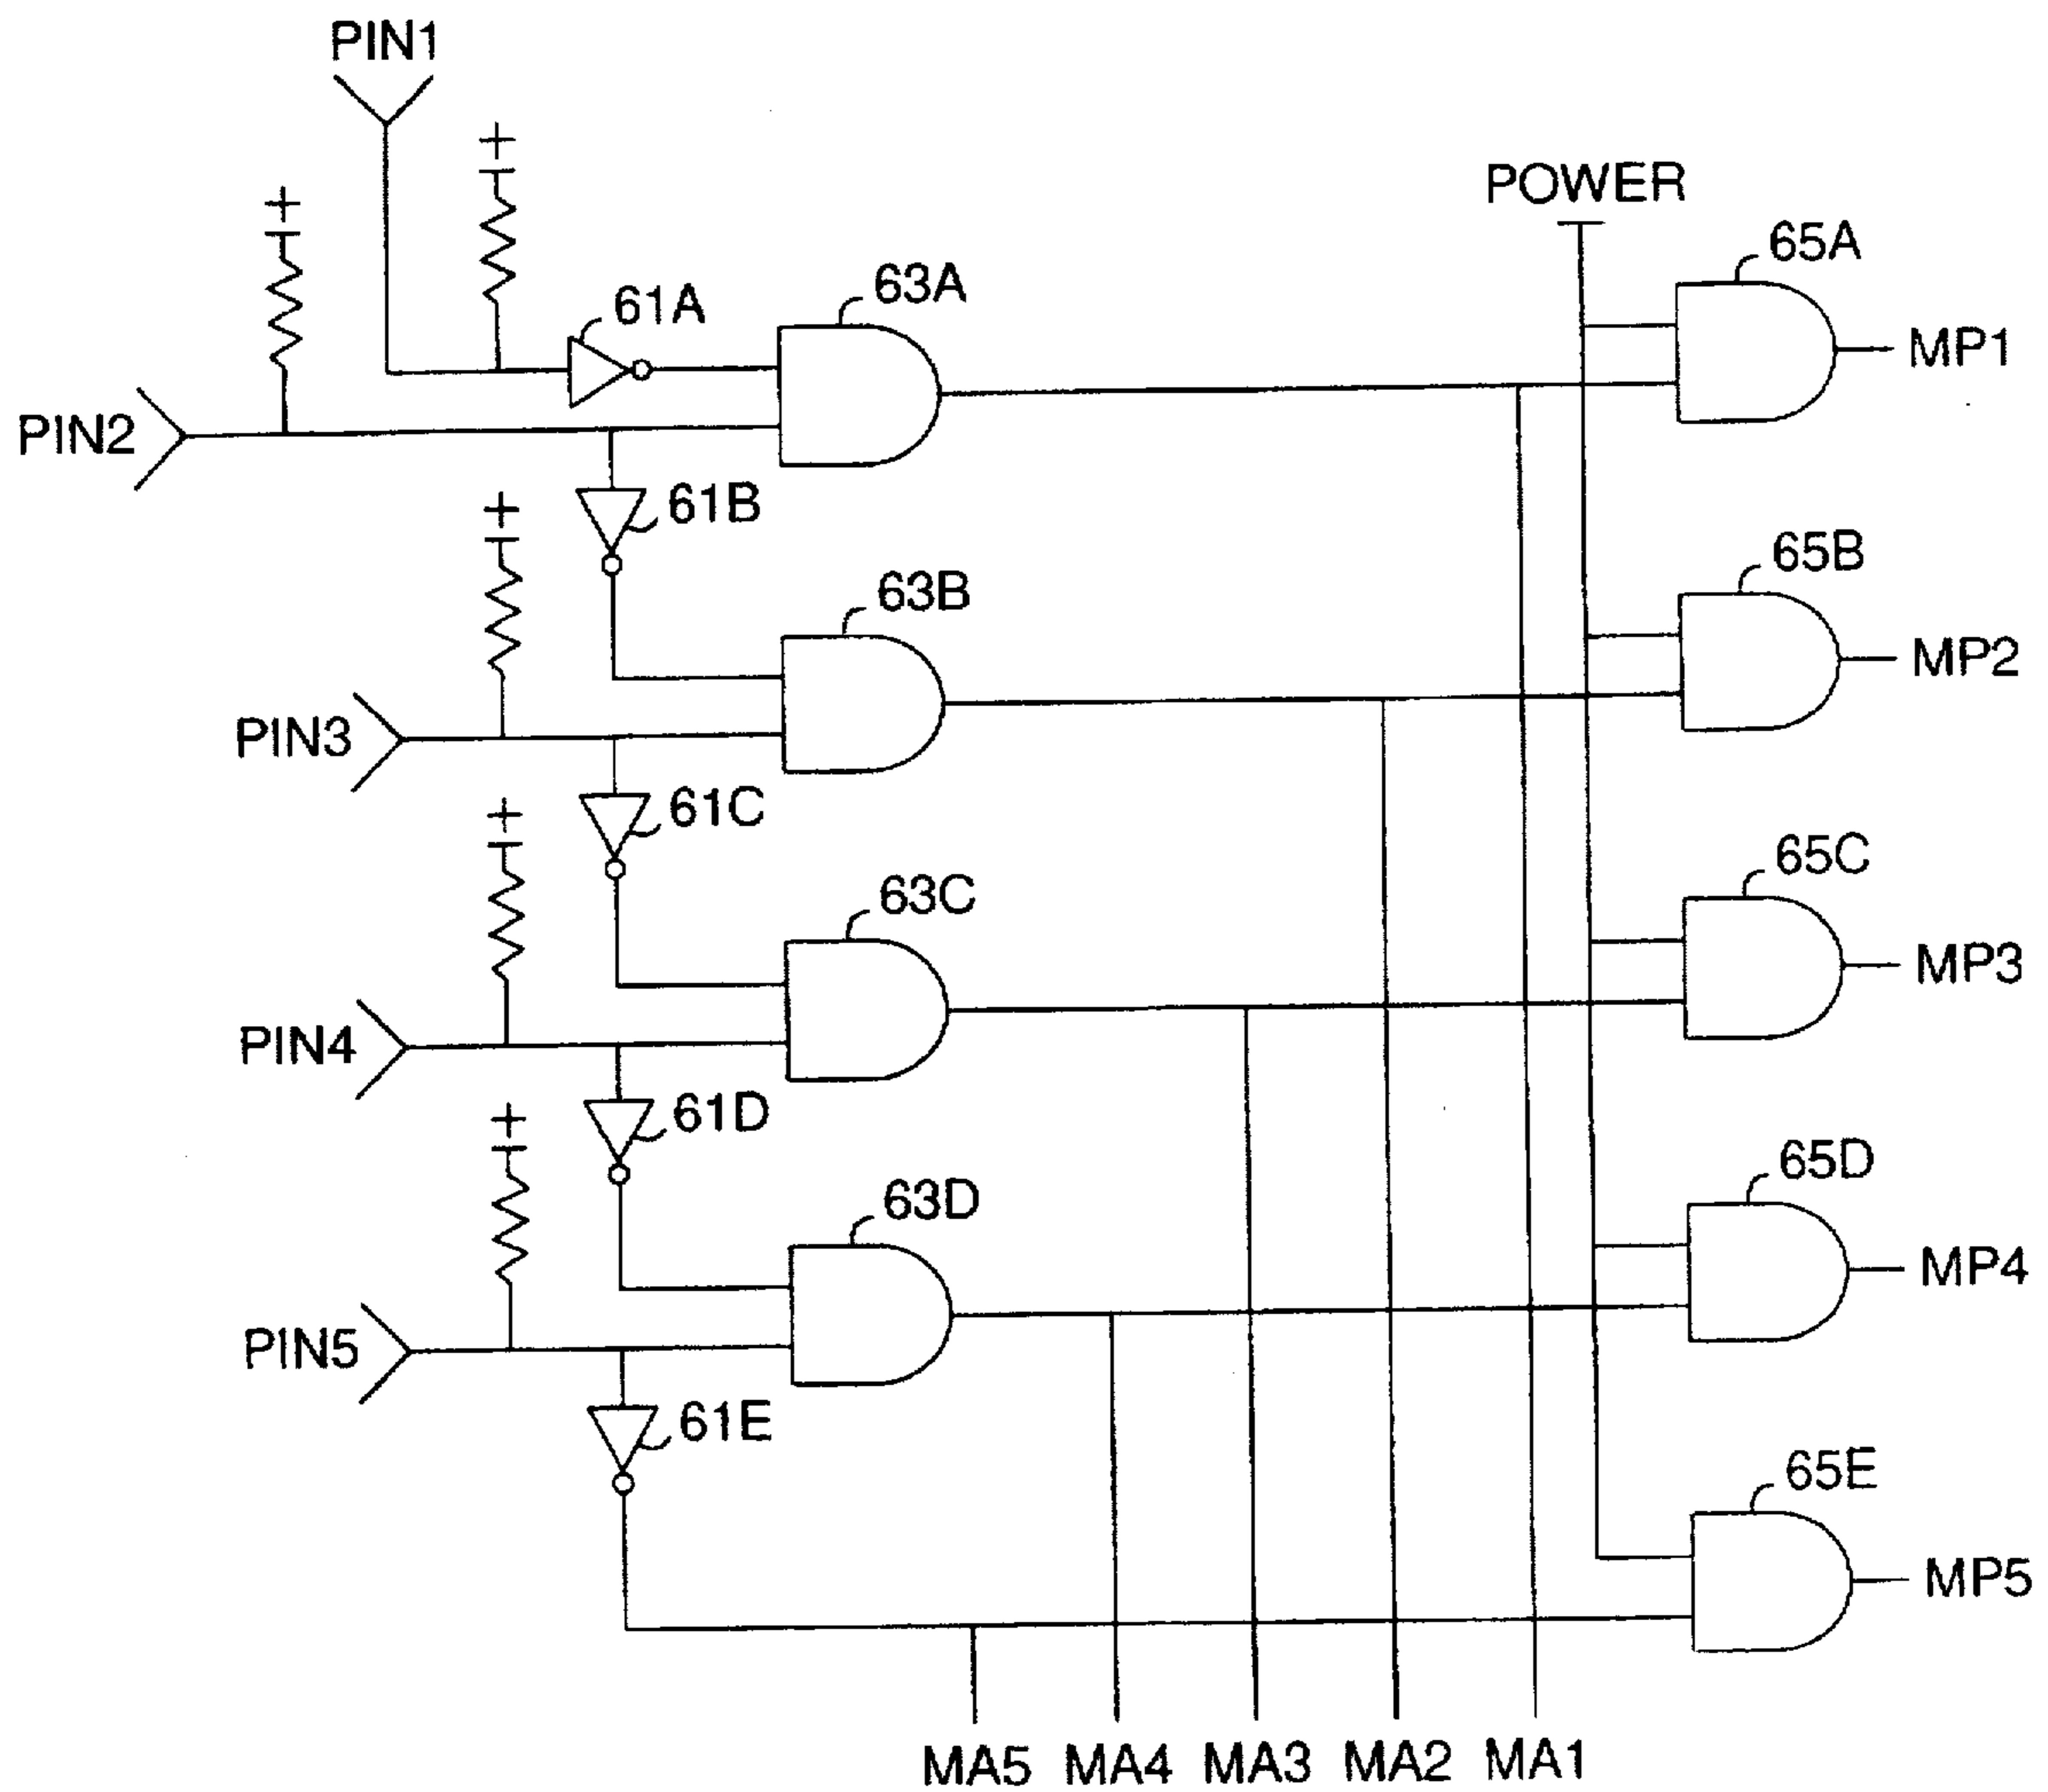 PIN1
POWER
65A
63A
61A
MP1
PIN2
61B
65B
63B
MP2
PIN3
61C
65C
63C
MP3
PIN4
61D
65D
63D
MP4
PIN5
61E
65E
MP5
MA5 MA4 MA3 MA2 MA1